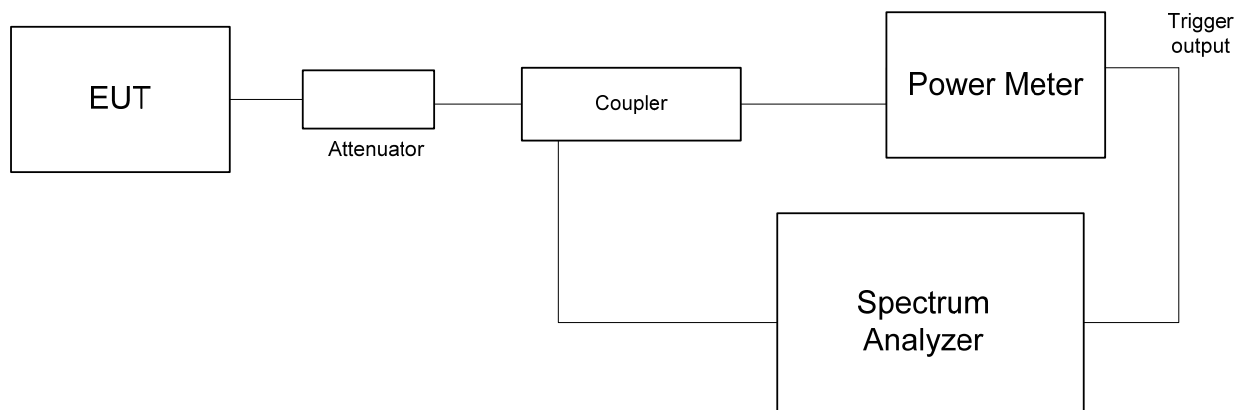 EUT
Attenuator
Coupler
Power Meter
Trigger
output
Spectrum
Analyzer